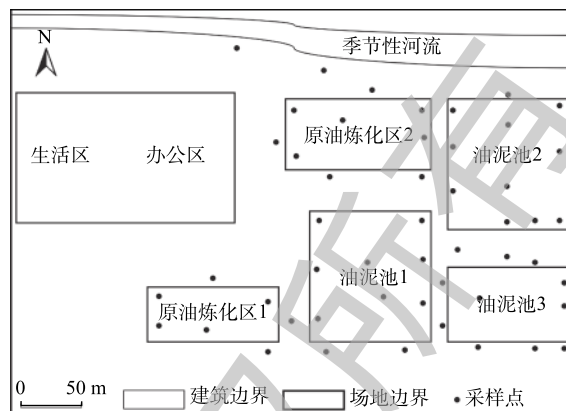 季节性河流
N
生活区 办公区
原油炼化区2
油泥池2
油泥池1
原油炼化区1
油泥池3
0 50 m 建筑边界 场地边界 采样点
所有